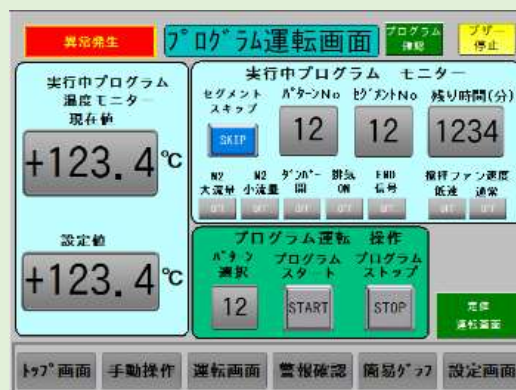 異常発生
プログラム運転画面
プログラム
確認
ブザー
停止
実行中プログラム
温度モニター
現在値
+123.4℃
設定値
+123.4℃
実行中プログラム モニター
セグメント
スキップ
パターンNo
セグメントNo
残り時間(分)
SKIP
12
12
1234
N2
大流量
N2
小流量
ダンパー
開
排気
ON
END
信号
撹拌ファン速度
低速
通常
OFF
OFF
OFF
OFF
OFF
OFF
OFF
プログラム運転 操作
パターン
選択
プログラム
スタート
プログラム
ストップ
12
START
STOP
定値
運転画面
トップ画面
手動操作
運転画面
警報確認
簡易グラフ
設定画面